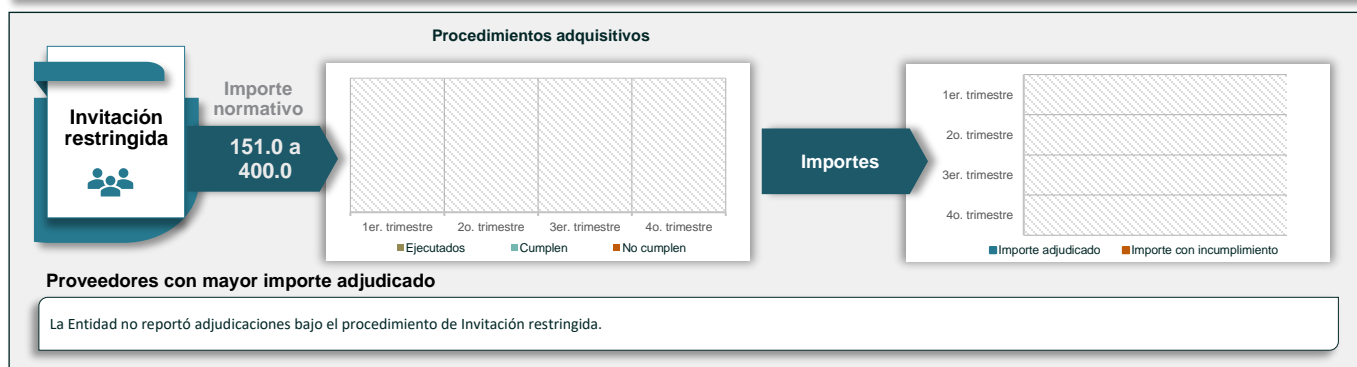 Procedimientos adquisitivos
Invitación
restringida
Importe
normativo
151.0 a
400.0
1er. trimestre 2o. trimestre 3er. trimestre 4o. trimestre
Ejecutados Cumplen No cumplen
Importes
1er. trimestre
2o. trimestre
3er. trimestre
4o. trimestre
Importe adjudicado Importe con incumplimiento
Proveedores con mayor importe adjudicado
La Entidad no reportó adjudicaciones bajo el procedimiento de Invitación restringida.